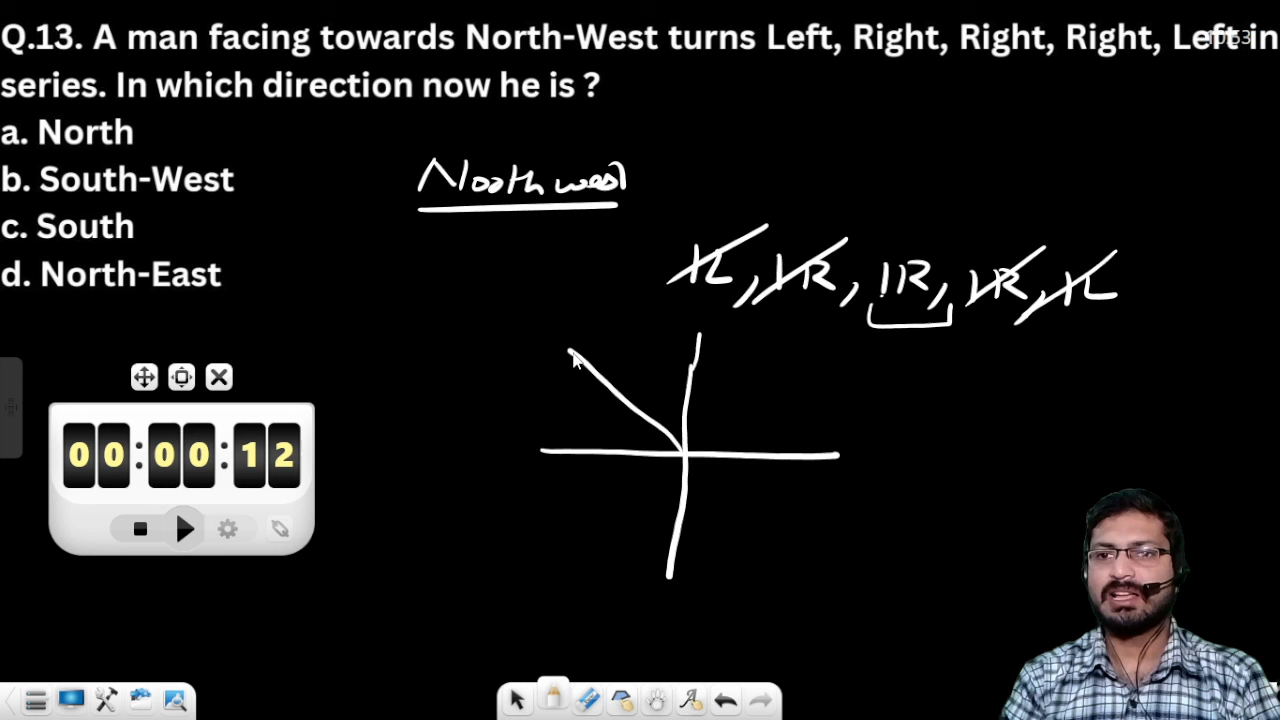 Q.13. A man facing towards North-West turns Left, Right, Right, Right, Left in
series. In which direction now he is ?
a. North
b. South-West
c. South
d. North-East
North west
1L, 1R, 1R, 1R, 1L
00:00:12